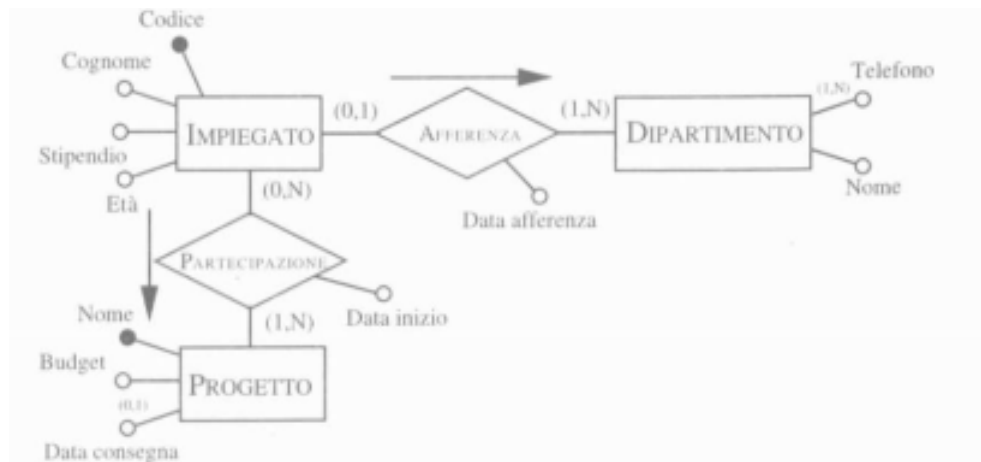 Codice
Cognome
Telefono
(0,1)
(1,N)
(1,N)
IMPIEGATO
AFFERENZA
DIPARTIMENTO
Stipendio
(0,N)
Nome
Età
Data afferenza
PARTECIPAZIONE
Nome
(1,N)
Data inizio
Budget
PROGETTO
(0,1)
Data consegna